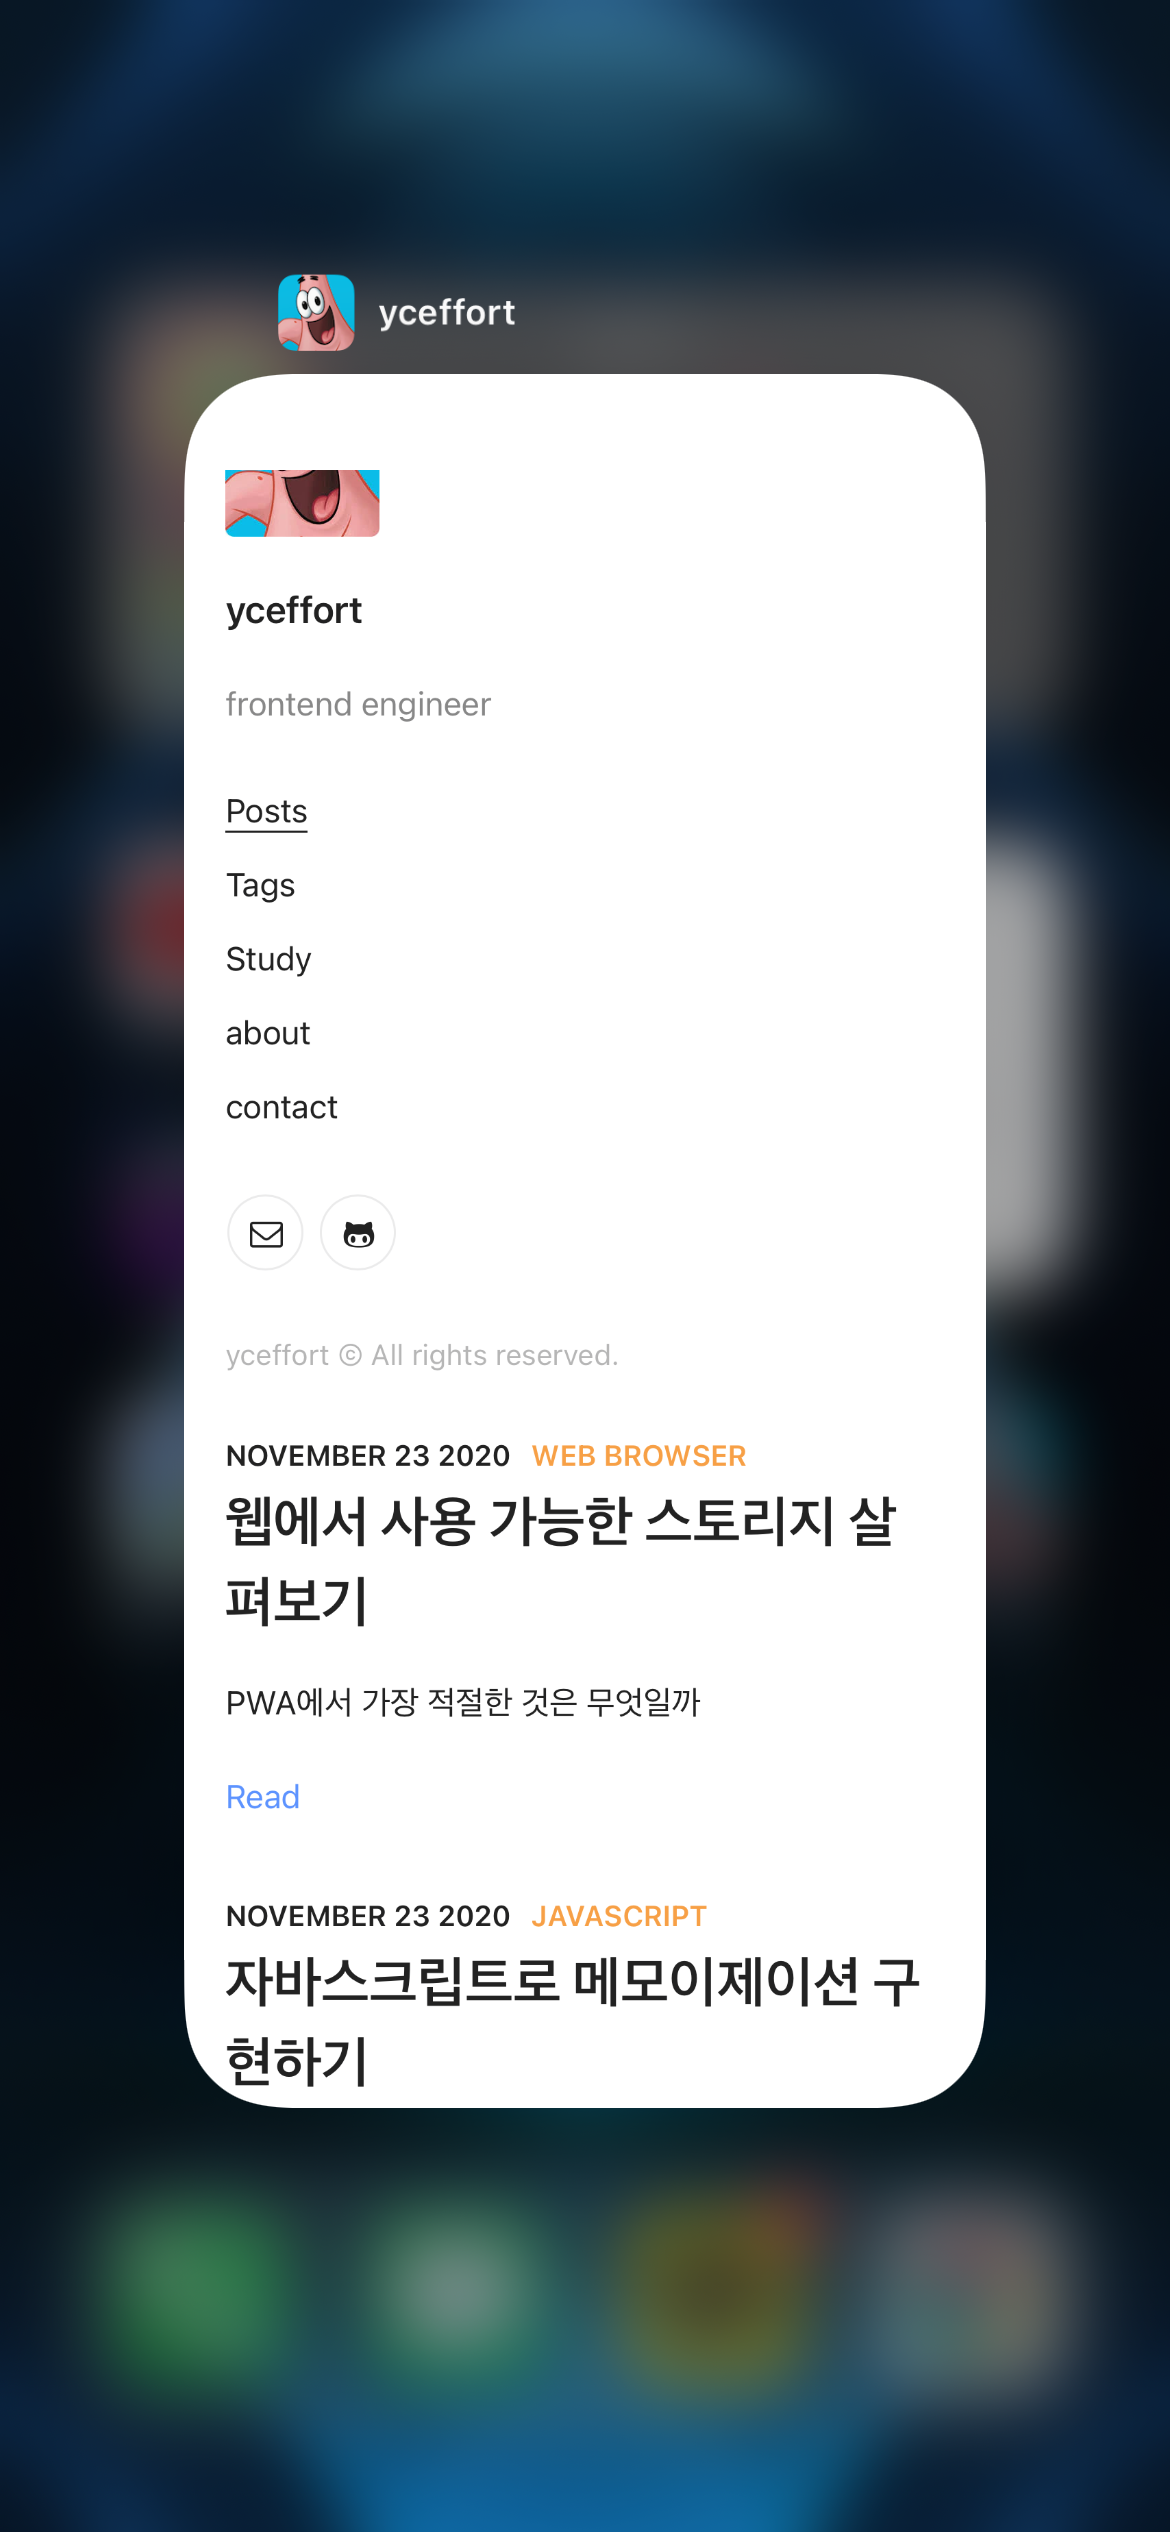 yceffort
yceffort
frontend engineer
Posts
Tags
Study
about
contact
yceffort © All rights reserved.
NOVEMBER 23 2020 WEB BROWSER
웹에서 사용 가능한 스토리지 살
펴보기
PWA에서 가장 적절한 것은 무엇일까
Read
NOVEMBER 23 2020 JAVASCRIPT
자바스크립트로 메모이제이션 구
현하기